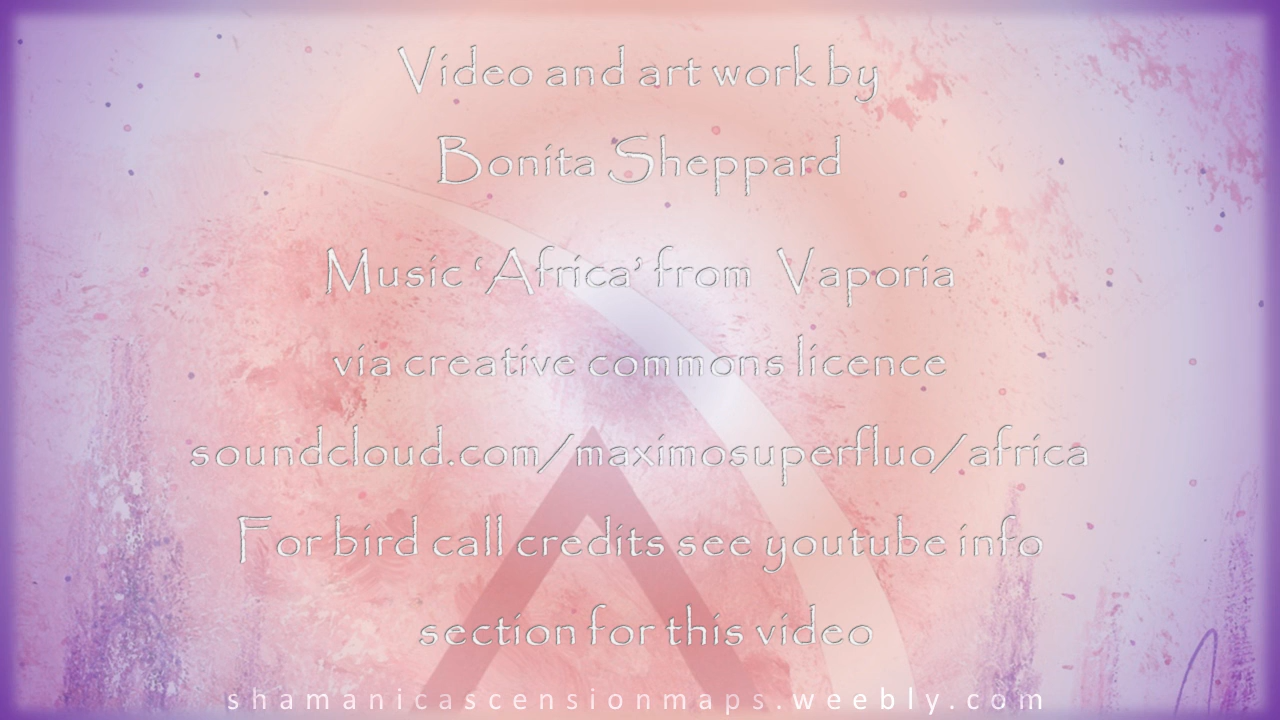 Video and art work by
Bonita Sheppard
Music ‘Africa’ from Vaporia
via creative commons licence
soundcloud.com/maximosuperfluo/africa
For bird call credits see youtube info
section for this video
shamanicascensionmaps.weebly.com